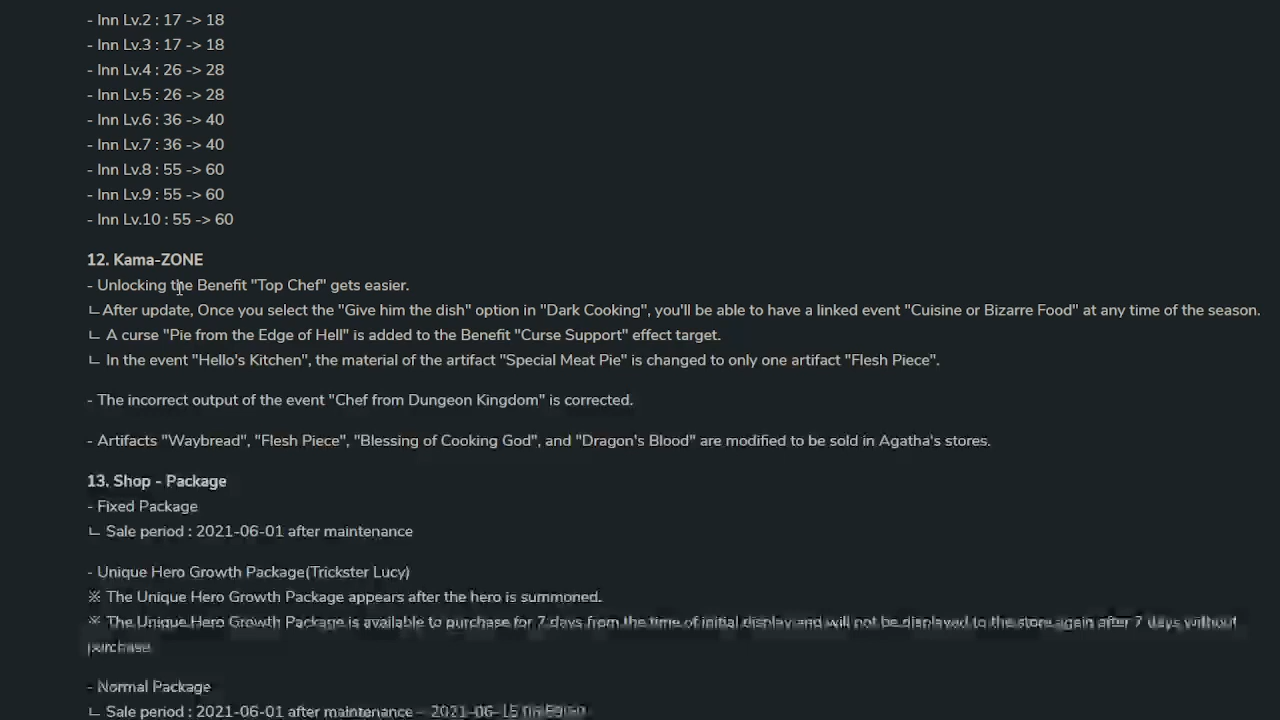 - Inn Lv.2 : 17 -> 18
- Inn Lv.3 : 17 -> 18
- Inn Lv.4 : 26 -> 28
- Inn Lv.5 : 26 -> 28
- Inn Lv.6 : 36 -> 40
- Inn Lv.7 : 36 -> 40
- Inn Lv.8 : 55 -> 60
- Inn Lv.9 : 55 -> 60
- Inn Lv.10 : 55 -> 60
12. Kama-ZONE
- Unlocking the Benefit "Top Chef" gets easier.
ㄴAfter update, Once you select the "Give him the dish" option in "Dark Cooking", you'll be able to have a linked event "Cuisine or Bizarre Food" at any time of the season.
ㄴ A curse "Pie from the Edge of Hell" is added to the Benefit "Curse Support" effect target.
ㄴ In the event "Hello's Kitchen", the material of the artifact "Special Meat Pie" is changed to only one artifact "Flesh Piece".
- The incorrect output of the event "Chef from Dungeon Kingdom" is corrected.
- Artifacts "Waybread", "Flesh Piece", "Blessing of Cooking God", and "Dragon's Blood" are modified to be sold in Agatha's stores.
13. Shop - Package
- Fixed Package
ㄴ Sale period : 2021-06-01 after maintenance
- Unique Hero Growth Package(Trickster Lucy)
※ The Unique Hero Growth Package appears after the hero is summoned.
※ The Unique Hero Growth Package is available to purchase for 7 days from the time of initial display and will not be displayed to the store again after 7 days without
purchase.
- Normal Package
ㄴ Sale period : 2021-06-01 after maintenance ~ 2021-06-15